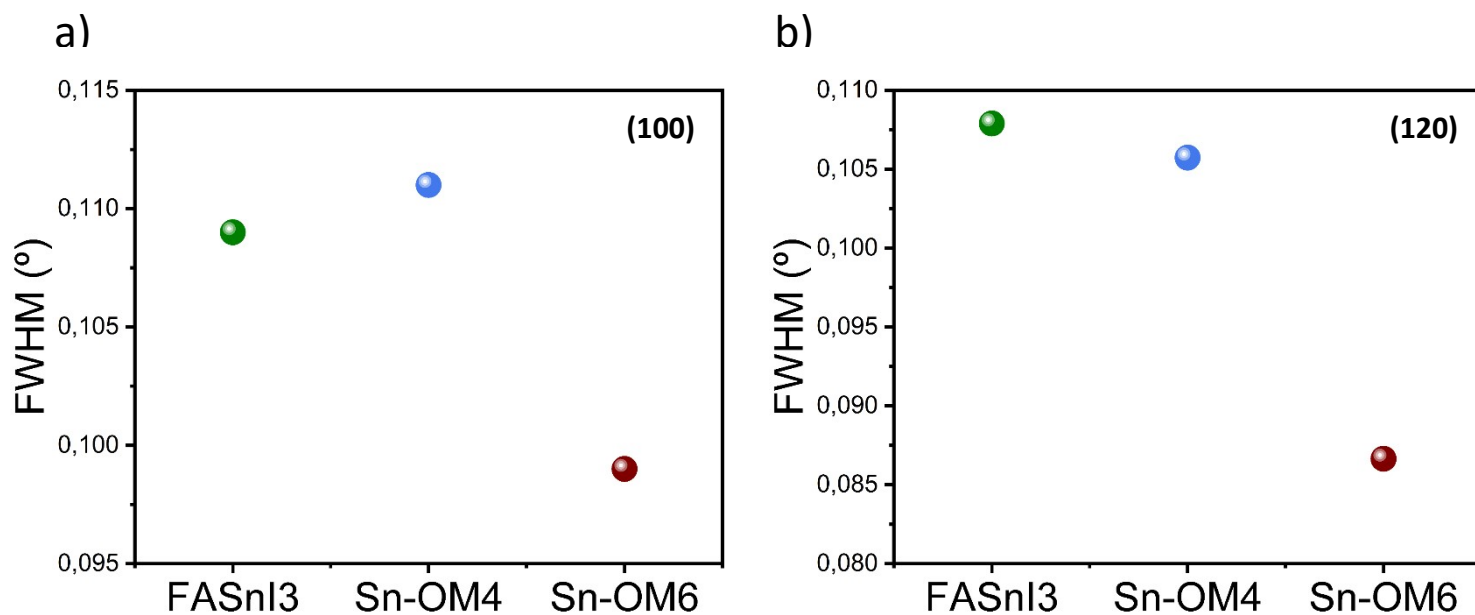 a)
b)
0,115
0,110
0,105
0,100
0,095
FWHM (º)
(100)
FASnI3
Sn-OM4
Sn-OM6
0,110
0,105
0,100
0,095
0,090
0,085
0,080
FWHM (º)
(120)
FASnI3
Sn-OM4
Sn-OM6